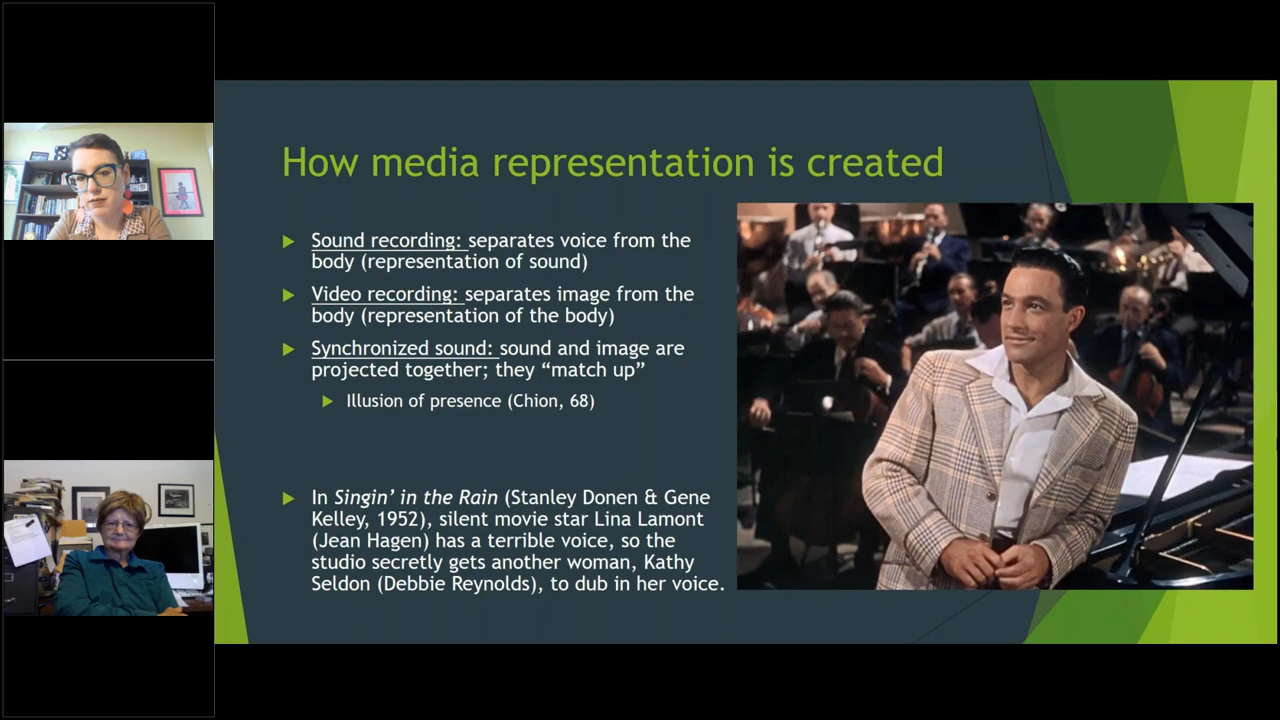 How media representation is created
Sound recording: separates voice from the
body (representation of sound)
Video recording: separates image from the
body (representation of the body)
Synchronized sound: sound and image are
projected together; they “match up”
Illusion of presence (Chion, 68)
In Singin’ in the Rain (Stanley Donen & Gene
Kelley, 1952), silent movie star Lina Lamont
(Jean Hagen) has a terrible voice, so the
studio secretly gets another woman, Kathy
Seldon (Debbie Reynolds), to dub in her voice.